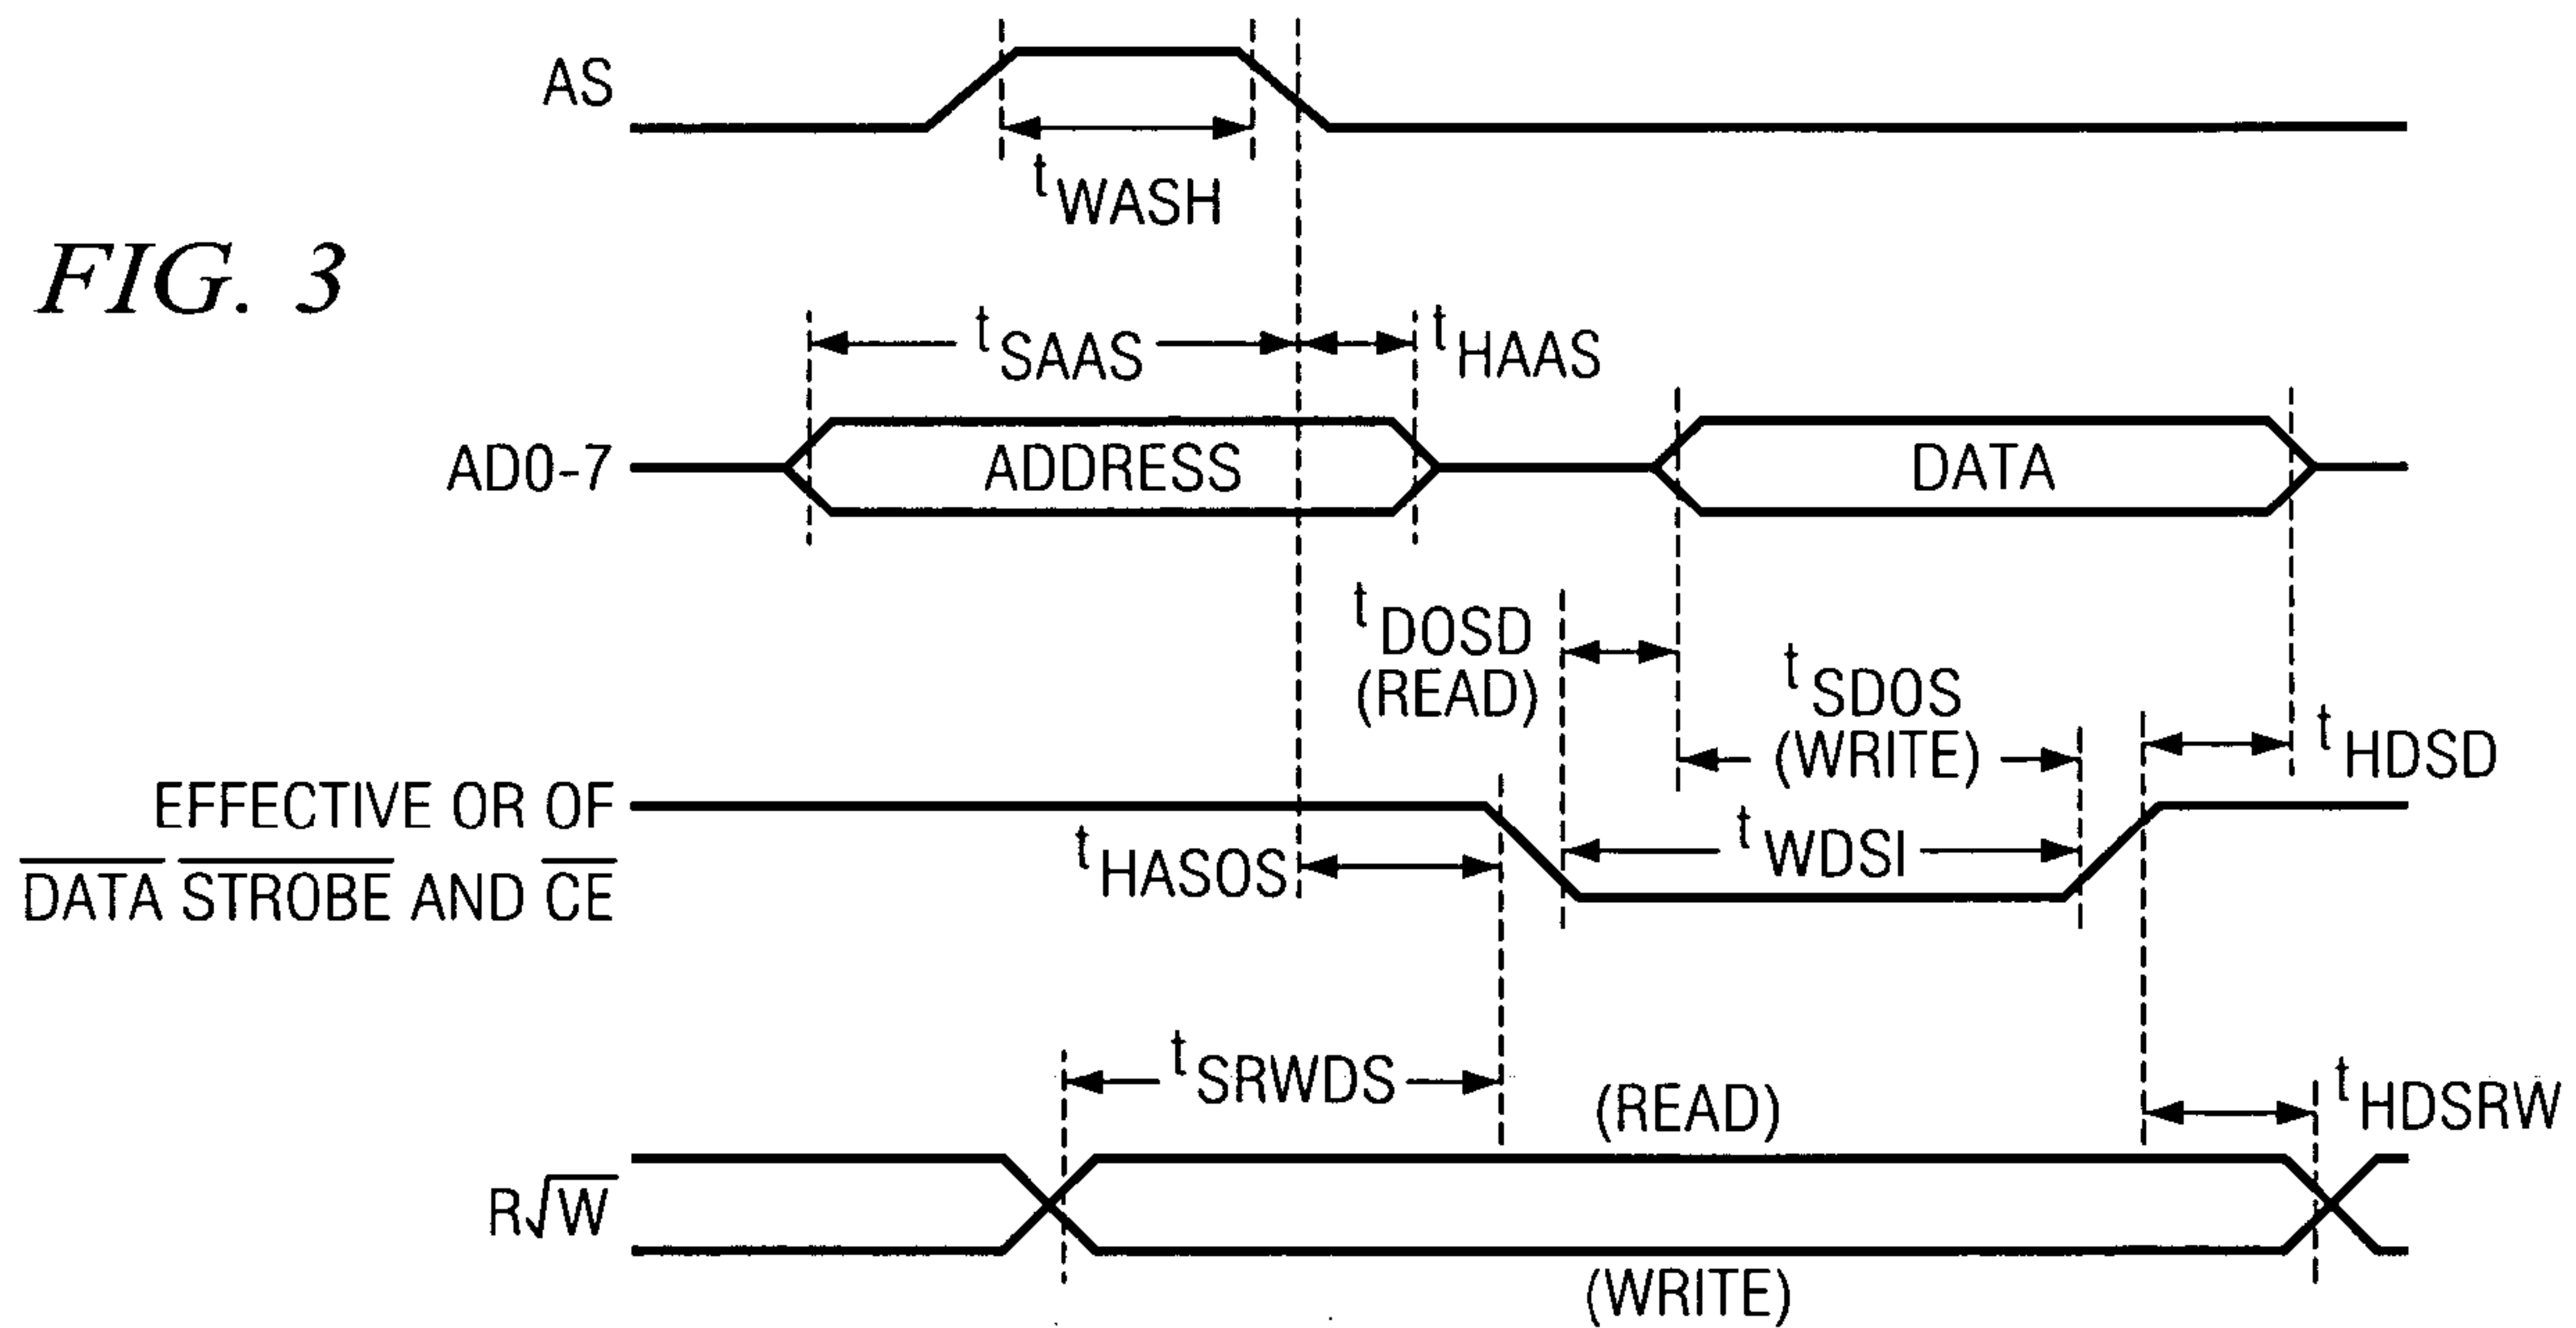 AS
tWASH
FIG. 3
tSAAS
tHAAS
AD0-7
ADDRESS
DATA
tDOSD
(READ)
tSDOS
(WRITE)
tHDSD
EFFECTIVE OR OF
DATA STROBE AND CE
tHASOS
tWDSI
tSRWDS
(READ)
tHDSRW
R√W
(WRITE)